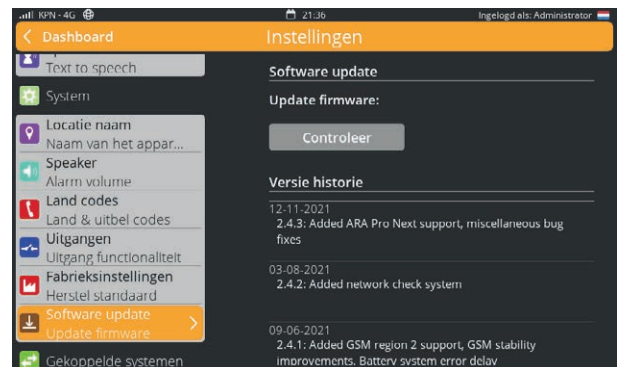 KPN - 4G
21:36
Ingelogd als: Administrator
Dashboard
Instellingen
Text to speech
System
Locatie naam
Naam van het appar...
Speaker
Alarm volume
Land codes
Land & uitbel codes
Uitgangen
Uitgang functionaliteit
Fabrieksinstellingen
Herstel standaard
Software update
Update firmware
Gekoppelde systemen
Software update
Update firmware:
Controleer
Versie historie
12-11-2021
2.4.3: Added ARA Pro Next support, miscellaneous bug
fixes
03-08-2021
2.4.2: Added network check system
09-06-2021
2.4.1: Added GSM region 2 support, GSM stability
improvements. Battery system error delay